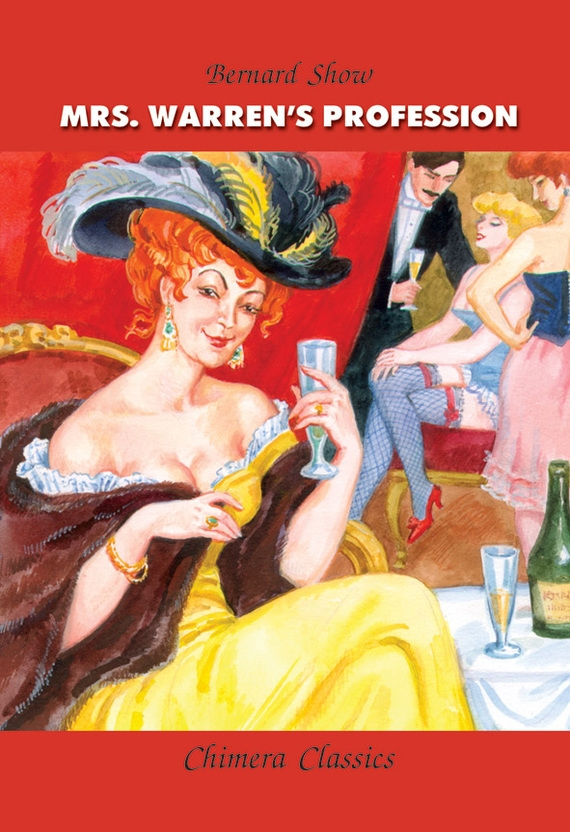 Bernard Show
MRS. WARREN'S PROFESSION
Chimera Classics